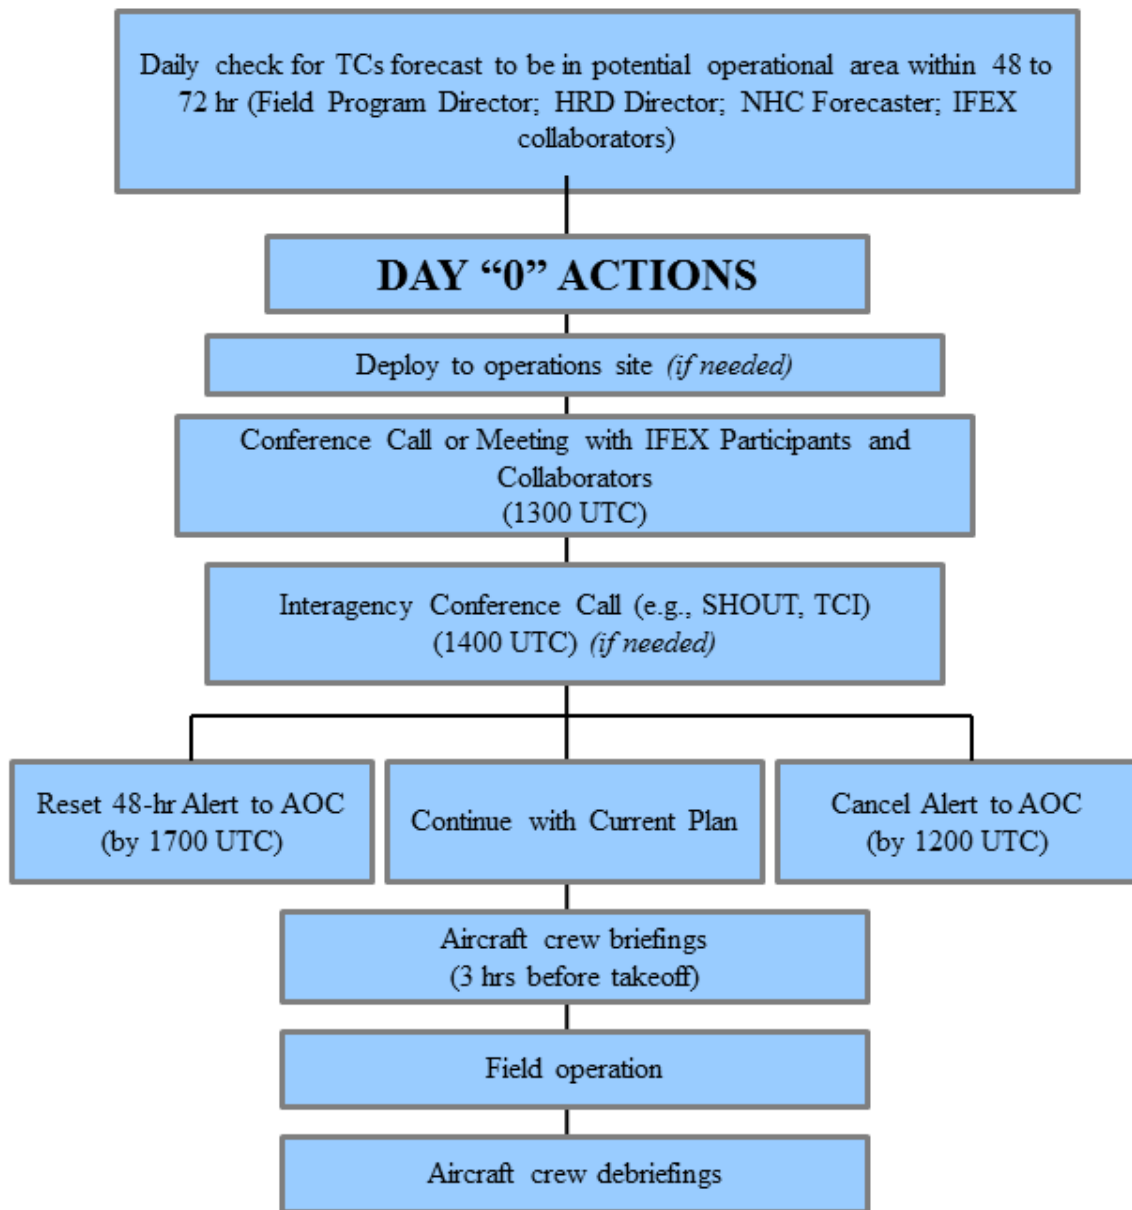 Daily check for TCs forecast to be in potential operational area within 48 to
72 hr (Field Program Director; HRD Director; NHC Forecaster; IFEX
collaborators)
DAY “0” ACTIONS
Deploy to operations site (if needed)
Conference Call or Meeting with IFEX Participants and
Collaborators
(1300 UTC)
Interagency Conference Call (e.g., SHOUT, TCI)
(1400 UTC) (if needed)
Reset 48-hr Alert to AOC
(by 1700 UTC)
Continue with Current Plan
Cancel Alert to AOC
(by 1200 UTC)
Aircraft crew briefings
(3 hrs before takeoff)
Field operation
Aircraft crew debriefings